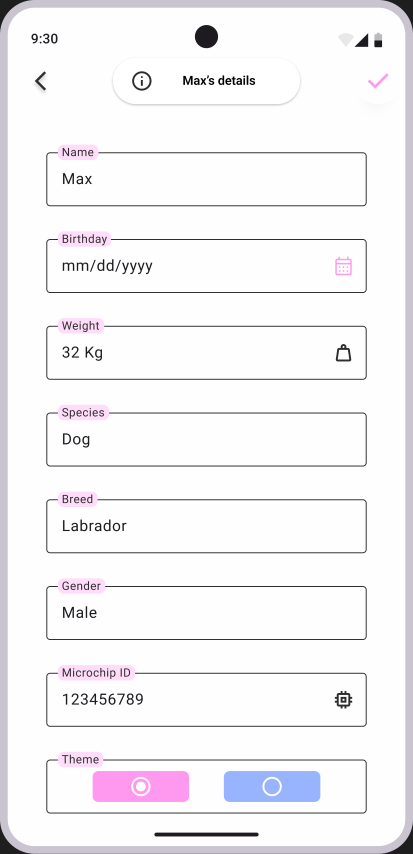 9:30
Max's details
Name
Max
Birthday
mm/dd/yyyy
Weight
32 Kg
Species
Dog
Breed
Labrador
Gender
Male
Microchip ID
123456789
Theme